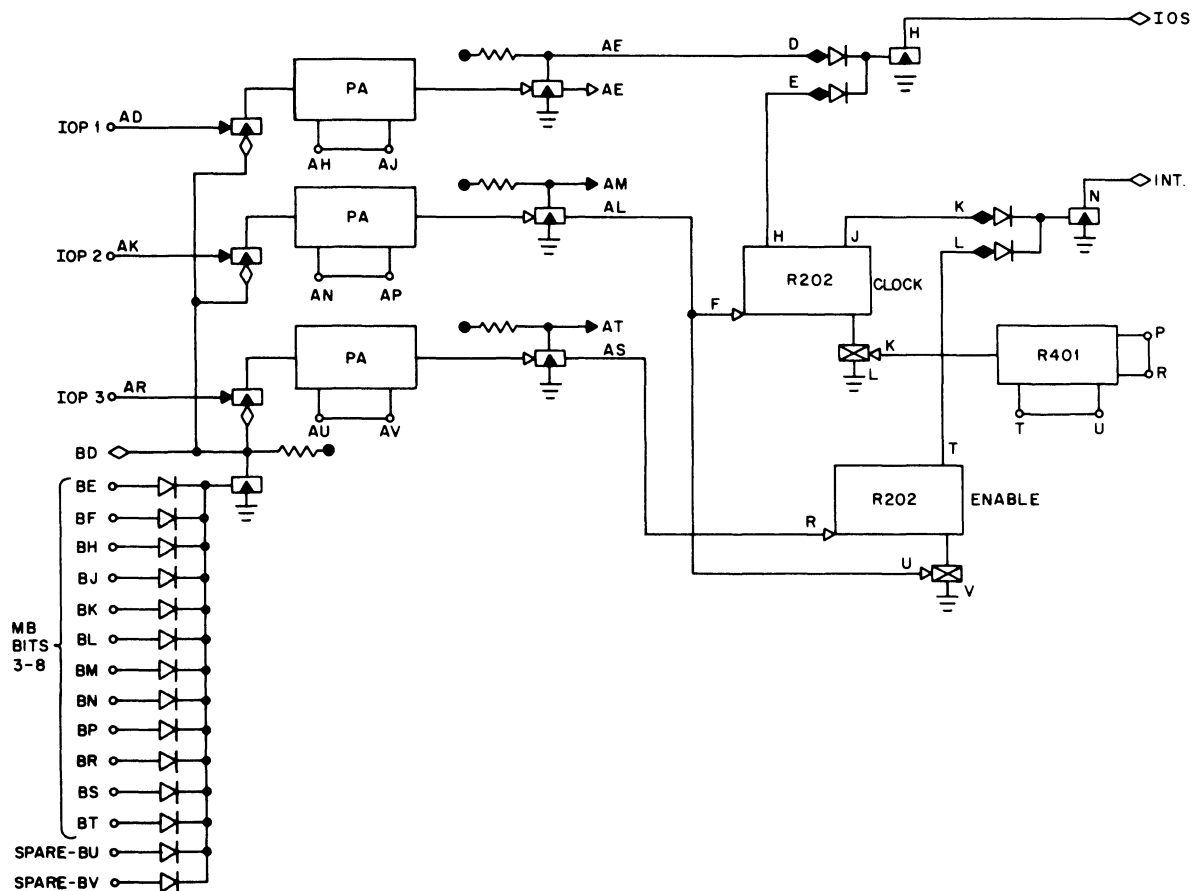 H
IOS
PA
AF
D
E
AE
IOP 1
AD
AH
AJ
AM
PA
AL
IOP 2
AK
AN
AP
K
N
INT.
H
J
L
R202
CLOCK
F
AT
PA
AS
K
L
R401
P
R
IOP 3
AR
AU
AV
T
U
BD
T
R202
ENABLE
R
U
V
BE
BF
BH
BJ
BK
BL
MB
BITS
3-8
BM
BN
BP
BR
BS
BT
SPARE-BU
SPARE-BV